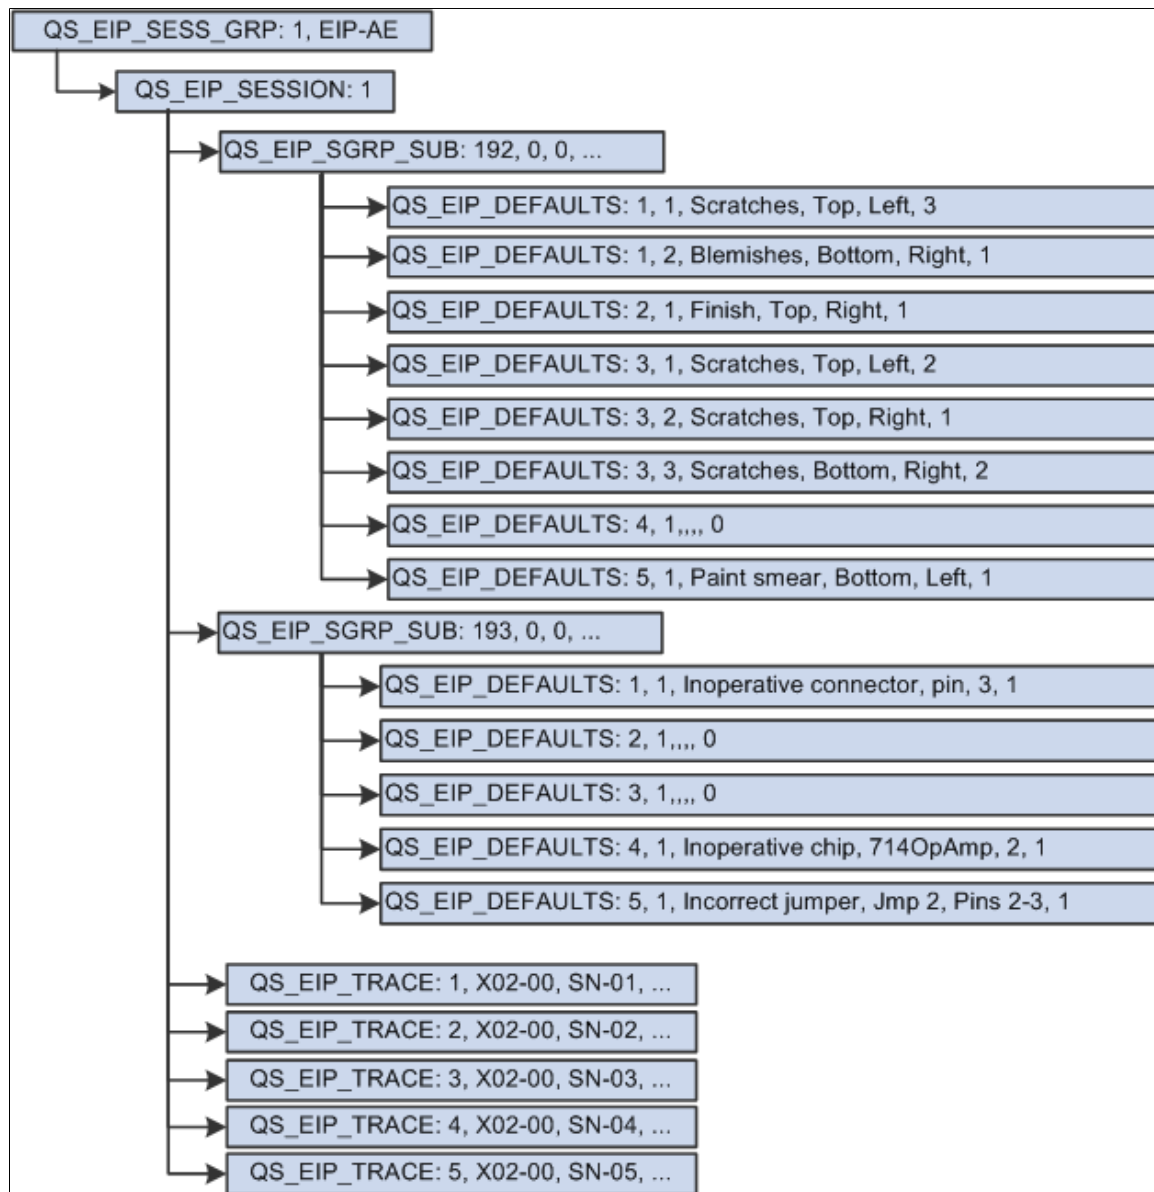 QS_EIP_SESS_GRP: 1, EIP-AE
QS_EIP_SESSION: 1
QS_EIP_SGRP_SUB: 192, 0, 0, ...
QS_EIP_DEFAULTS: 1, 1, Scratches, Top, Left, 3
QS_EIP_DEFAULTS: 1, 2, Blemishes, Bottom, Right, 1
QS_EIP_DEFAULTS: 2, 1, Finish, Top, Right, 1
QS_EIP_DEFAULTS: 3, 1, Scratches, Top, Left, 2
QS_EIP_DEFAULTS: 3, 2, Scratches, Top, Right, 1
QS_EIP_DEFAULTS: 3, 3, Scratches, Bottom, Right, 2
QS_EIP_DEFAULTS: 4, 1,,,, 0
QS_EIP_DEFAULTS: 5, 1, Paint smear, Bottom, Left, 1
QS_EIP_SGRP_SUB: 193, 0, 0, ...
QS_EIP_DEFAULTS: 1, 1, Inoperative connector, pin, 3, 1
QS_EIP_DEFAULTS: 2, 1,,,, 0
QS_EIP_DEFAULTS: 3, 1,,,, 0
QS_EIP_DEFAULTS: 4, 1, Inoperative chip, 714OpAmp, 2, 1
QS_EIP_DEFAULTS: 5, 1, Incorrect jumper, Jmp 2, Pins 2-3, 1
QS_EIP_TRACE: 1, X02-00, SN-01, ...
QS_EIP_TRACE: 2, X02-00, SN-02, ...
QS_EIP_TRACE: 3, X02-00, SN-03, ...
QS_EIP_TRACE: 4, X02-00, SN-04, ...
QS_EIP_TRACE: 5, X02-00, SN-05, ...